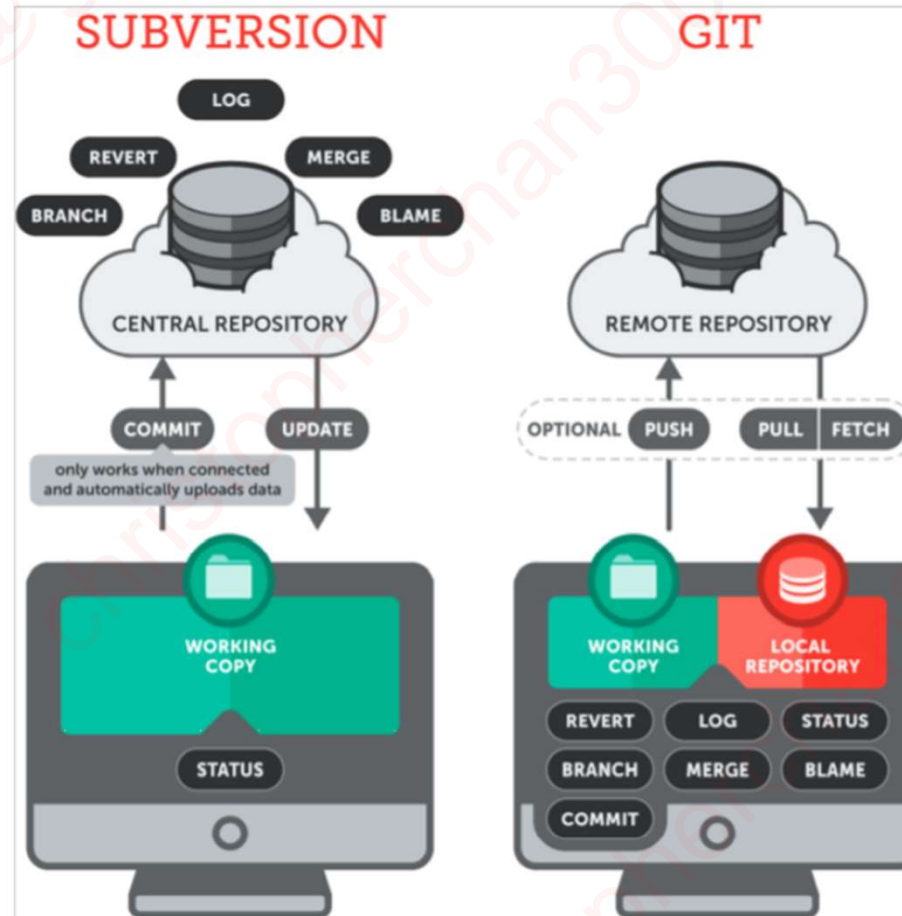 SUBVERSION
LOG
REVERT
MERGE
BRANCH
BLAME
CENTRAL REPOSITORY
COMMIT
UPDATE
only works when connected
and automatically uploads data
WORKING
COPY
STATUS
GIT
REMOTE REPOSITORY
OPTIONAL PUSH
PULL FETCH
WORKING
COPY
LOCAL
REPOSITORY
REVERT LOG STATUS
BRANCH MERGE BLAME
COMMIT